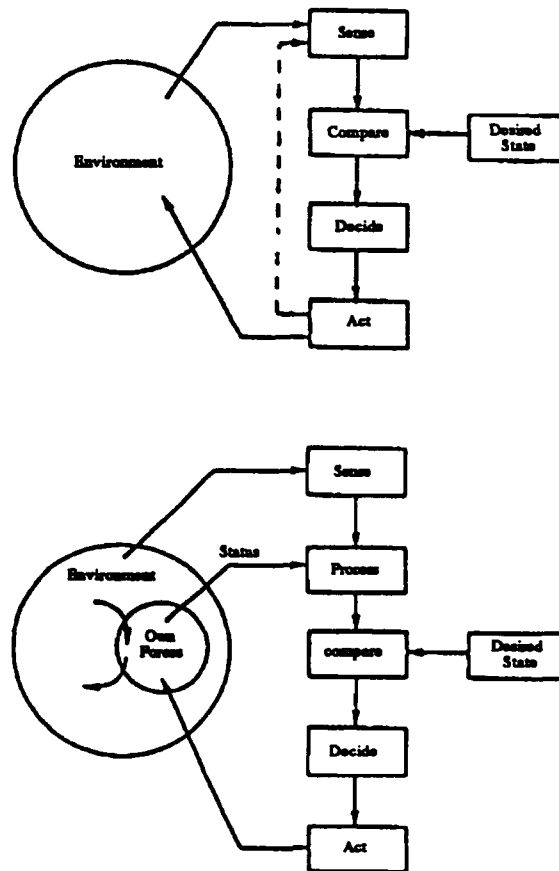 Sense
Compare
Desired
State
Environment
Decide
Act
Sense
Status
Environment
Process
Own
Forces
compare
Desired
State
Decide
Act